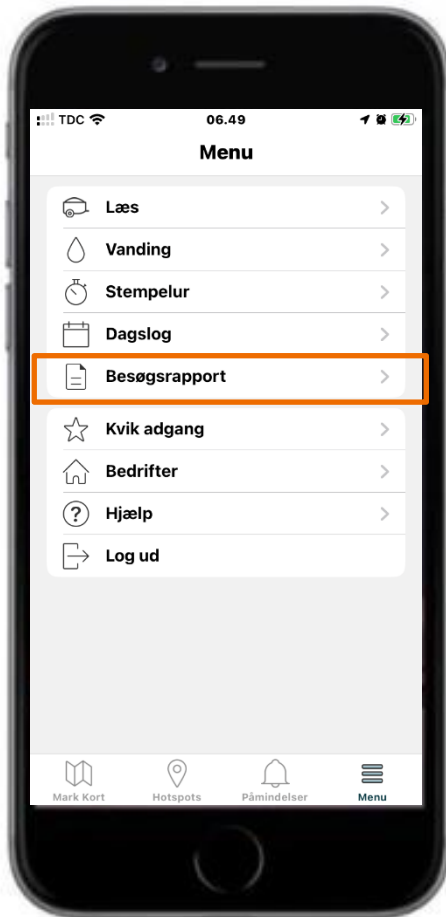 TDC 06.49
Menu
Læs
Vanding
Stempelur
Dagslog
Besøgsrapport
Kvik adgang
Bedrifter
? Hjælp
Log ud
Mark Kort Hotspots Påmindelser Menu